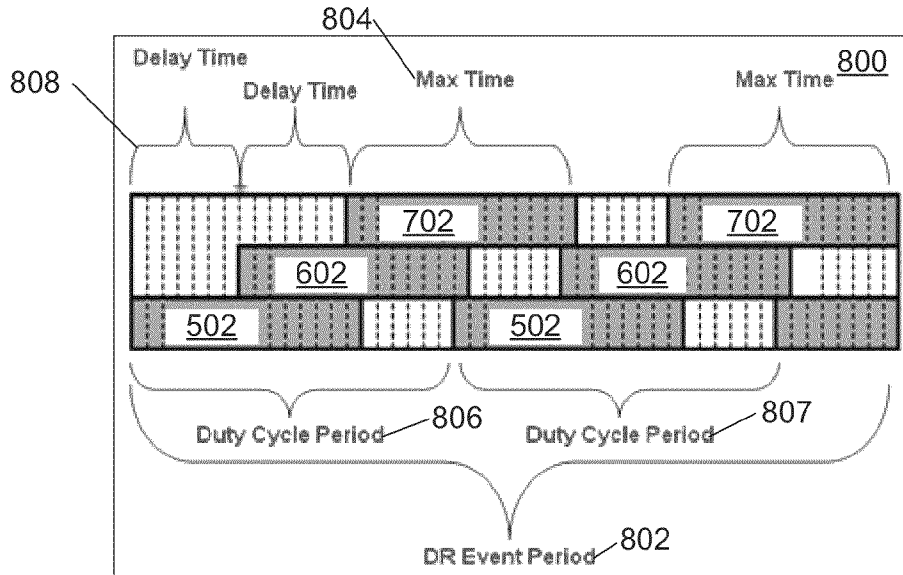 804
Delay Time
800
808
Delay Time
Max Time
Max Time
702
702
602
602
502
502
Duty Cycle Period
806
Duty Cycle Period
807
DR Event Period
802